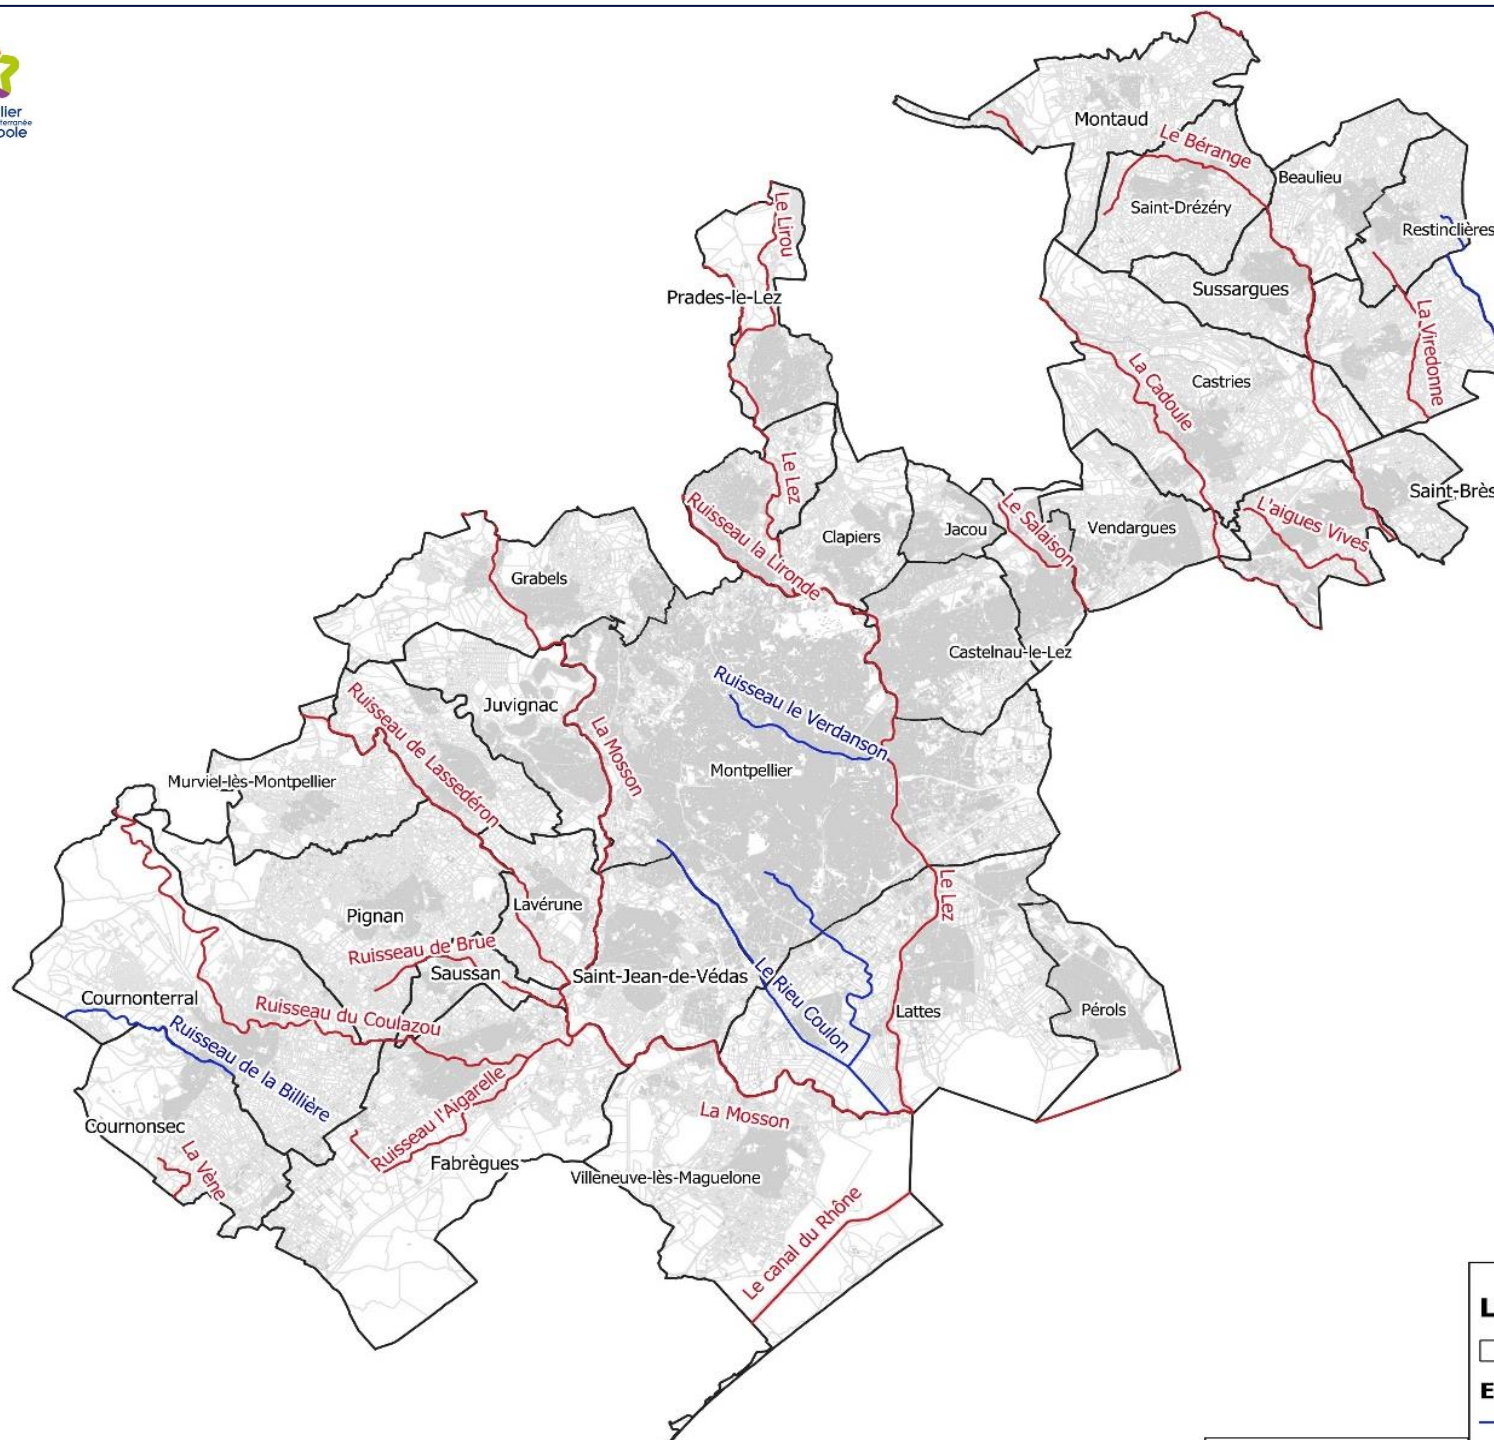 lier
terranée
pole
Montaud
Le Bérange
Beaulieu
Saint-Drézéry
Restinclières
Le Lirou
Prades-le-Lez
Sussargues
La Viredonne
La Cadoule
Castries
Le Lez
Saint-Brès
Ruisseau la Lironde
Clapiers
Jacou
Le Salaison
Vendargues
L'aigues Vives
Grabels
Castelnau-le-Lez
Juvignac
Ruisseau le Verdanson
Ruisseau de Lassedéron
La Mosson
Montpellier
Murviel-lès-Montpellier
Le Lez
Lavérune
Pignan
Ruisseau de Brue
Saussan
Saint-Jean-de-Védas
Le Rieu Coulon
Cournonterral
Ruisseau du Coulazou
Lattes
Pérols
Ruisseau de la Billière
Ruisseau l'Aigarelle
La Mosson
Cournonsec
La Vène
Fabrègues
Villeneuve-lès-Maguelone
Le canal du Rhône
L
E